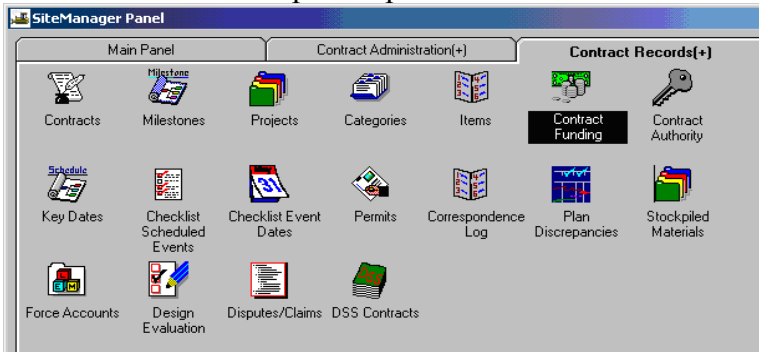 SiteManager Panel
Main Panel
Contract Administration(+)
Contract Records(+)
Milestone
Contracts
Milestones
Projects
Categories
Items
Contract
Funding
Contract
Authority
Schedule
31
Key Dates
Checklist
Scheduled
Events
Checklist Event
Dates
Permits
Correspondence
Log
Plan
Discrepancies
Stockpiled
Materials
L
E M
DSS
Force Accounts
Design
Evaluation
Disputes/Claims
DSS Contracts